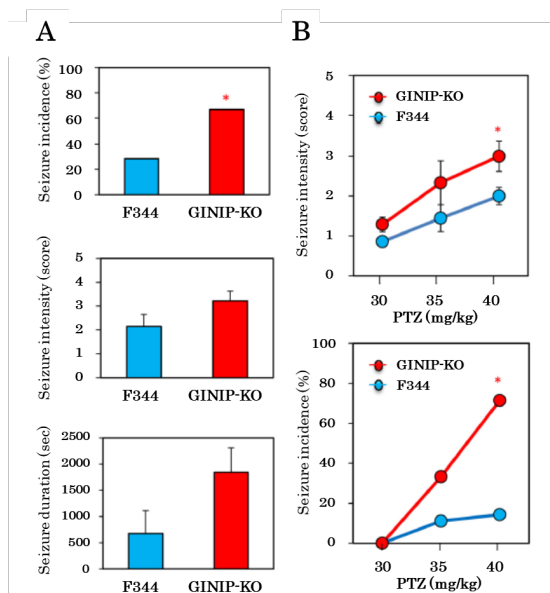 A
Seizure incidence (%)
100
80
60
40
20
0
*
F344 GINIP-KO
Seizure intensity (score)
5
4
3
2
1
0
F344 GINIP-KO
Seizure duration (sec)
2500
2000
1500
1000
500
0
F344 GINIP-KO
B
Seizure intensity (score)
5
4
3
2
1
0
GINIP-KO
F344
*
30 35 40
PTZ (mg/kg)
Seizure incidence (%)
100
80
60
40
20
0
GINIP-KO
F344
*
30 35 40
PTZ (mg/kg)